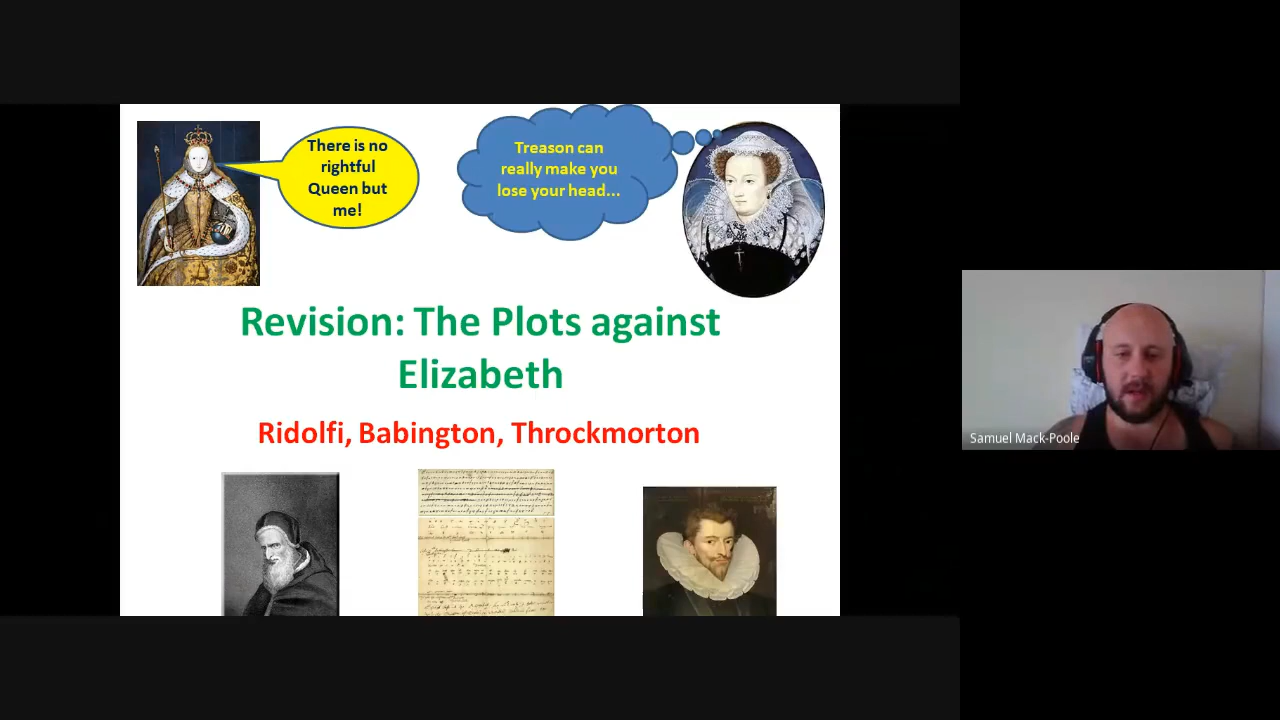 There is no
rightful
Queen but
me!
Treason can
really make you
lose your head...
Revision: The Plots against
Elizabeth
Ridolfi, Babington, Throckmorton
Samuel Mack-Poole